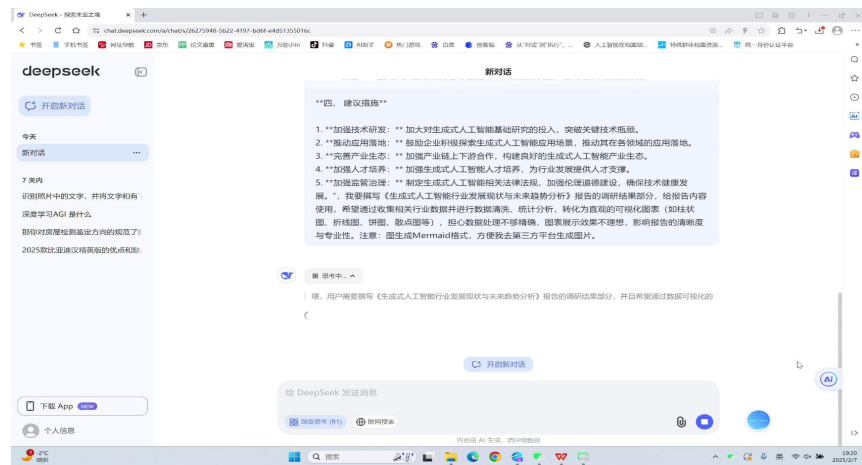 DeepSeek - 探索未至之境
chat.deepseek.com/a/chat/s/26275948-5b22-4197-bd6f-e4d51355016c
书签 手机书签 网址导航 京东 论文查重 爱淘宝 万能小in 抖音 AI助手 热门游戏 百度 创客贴 从"对话"到"执行"，... 人工智能在档案领... 特殊群体档案资源... 统一身份认证平台
deepseek
新对话
开启新对话
今天
新对话
7 天内
识别照片中的文字，并将文字和有
深度学习AGI 是什么
那你对房屋检测鉴定方向的规范了
2025款比亚迪汉精英版的优点和缺
**四、 建议措施**
1. **加强技术研发：** 加大对生成式人工智能基础研究的投入，突破关键技术瓶颈。
2. **推动应用落地：** 鼓励企业积极探索生成式人工智能应用场景，推动其在各领域的应用落地。
3. **完善产业生态：** 加强产业链上下游合作，构建良好的生成式人工智能产业生态。
4. **加强人才培养：** 加强生成式人工智能人才培养，为行业发展提供人才支撑。
5. **加强监管治理：** 制定生成式人工智能相关法律法规，加强伦理道德建设，确保技术健康发
展。"，我要撰写《生成式人工智能行业发展现状与未来趋势分析》报告的调研结果部分，给报告内容
使用，希望通过收集相关行业数据并进行数据清洗、统计分析，转化为直观的可视化图表（如柱状
图、折线图、饼图、散点图等），担心数据处理不够精确，图表展示效果不理想，影响报告的清晰度
与专业性。注意：图生成Mermaid格式，方便我去第三方平台生成图片。
思考中...
嗯，用户需要撰写《生成式人工智能行业发展现状与未来趋势分析》报告的调研结果部分，并且希望通过数据可视化的
开启新对话
给 DeepSeek 发送消息
深度思考 (R1) 联网搜索
内容由 AI 生成，请仔细甄别
下载 App NEW
个人信息
Ai
-2°C
晴朗
搜索
英
19:20
2025/2/7